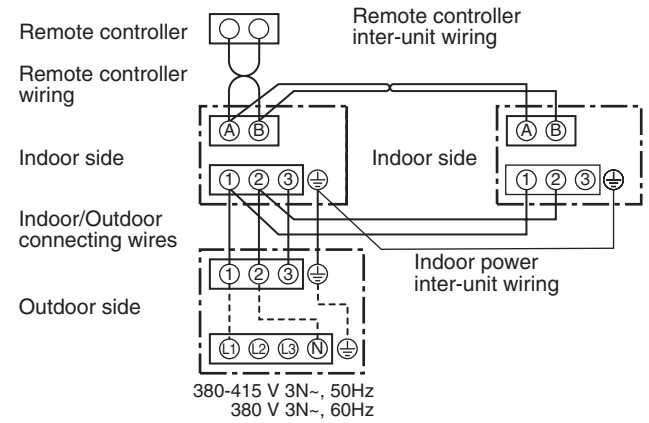 Remote controller
Remote controller
inter-unit wiring
Remote controller
wiring
A B
A B
Indoor side
Indoor side
1 2 3
1 2 3
Indoor/Outdoor
connecting wires
1 2 3
Indoor power
inter-unit wiring
Outdoor side
L1 L2 L3 N
380-415 V 3N~, 50Hz
380 V 3N~, 60Hz